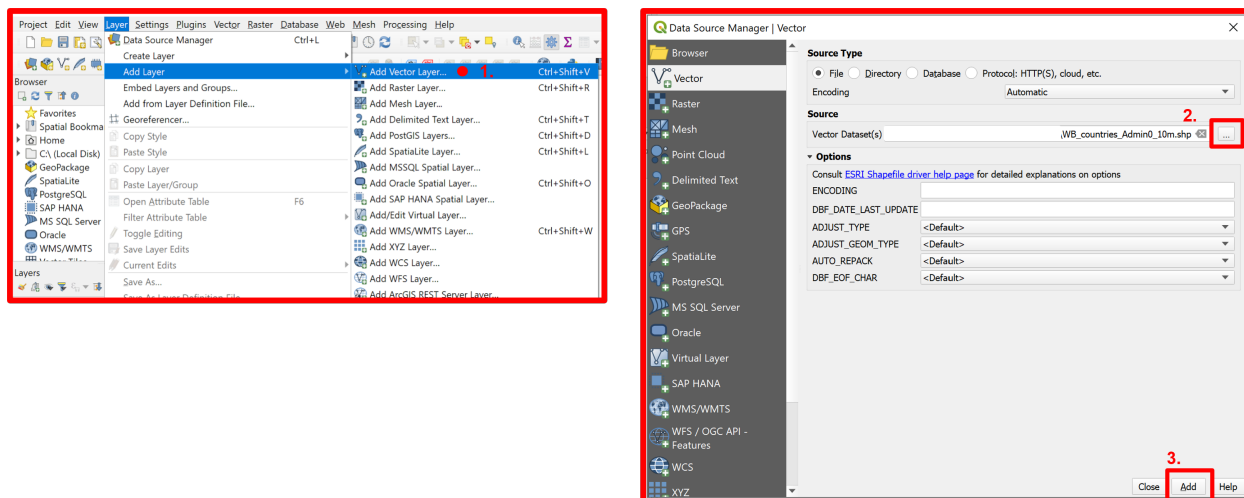 Project Edit View Layer Settings Plugins Vector Raster Database Web Mesh Processing Help
Data Source Manager Ctrl+L
Create Layer
Add Layer
Embed Layers and Groups...
Add from Layer Definition File...
Georeferencer...
Copy Style
Paste Style
Copy Layer
Paste Layer/Group
Open Attribute Table F6
Filter Attribute Table
Toggle Editing
Save Layer Edits
Current Edits
Save As...
Save As Layer Definition File...
Add Vector Layer... 1. Ctrl+Shift+V
Add Raster Layer... Ctrl+Shift+R
Add Mesh Layer...
Add Delimited Text Layer... Ctrl+Shift+T
Add PostGIS Layers... Ctrl+Shift+D
Add SpatiaLite Layer... Ctrl+Shift+L
Add MSSQL Spatial Layer...
Add Oracle Spatial Layer... Ctrl+Shift+O
Add SAP HANA Spatial Layer...
Add/Edit Virtual Layer...
Add WMS/WMTS Layer... Ctrl+Shift+W
Add XYZ Layer...
Add WCS Layer...
Add WFS Layer...
Add ArcGIS REST Server Layer...
Browser
Favorites
Spatial Bookma
Home
C:\ (Local Disk)
GeoPackage
SpatiaLite
PostgreSQL
SAP HANA
MS SQL Server
Oracle
WMS/WMTS
Vector Tiles
Layers
Data Source Manager | Vector
Browser
Vector
Raster
Mesh
Point Cloud
Delimited Text
GeoPackage
GPS
SpatiaLite
PostgreSQL
MS SQL Server
Oracle
Virtual Layer
SAP HANA
WMS/WMTS
WFS / OGC API -
Features
WCS
XYZ
Source Type
File Directory Database Protocol: HTTP(S), cloud, etc.
Encoding Automatic
Source
2.
Vector Dataset(s) \WB_countries_Admin0_10m.shp ...
Options
Consult ESRI Shapefile driver help page for detailed explanations on options
ENCODING
DBF_DATE_LAST_UPDATE
ADJUST_TYPE <Default>
ADJUST_GEOM_TYPE <Default>
AUTO_REPACK <Default>
DBF_EOF_CHAR <Default>
3.
Close Add Help